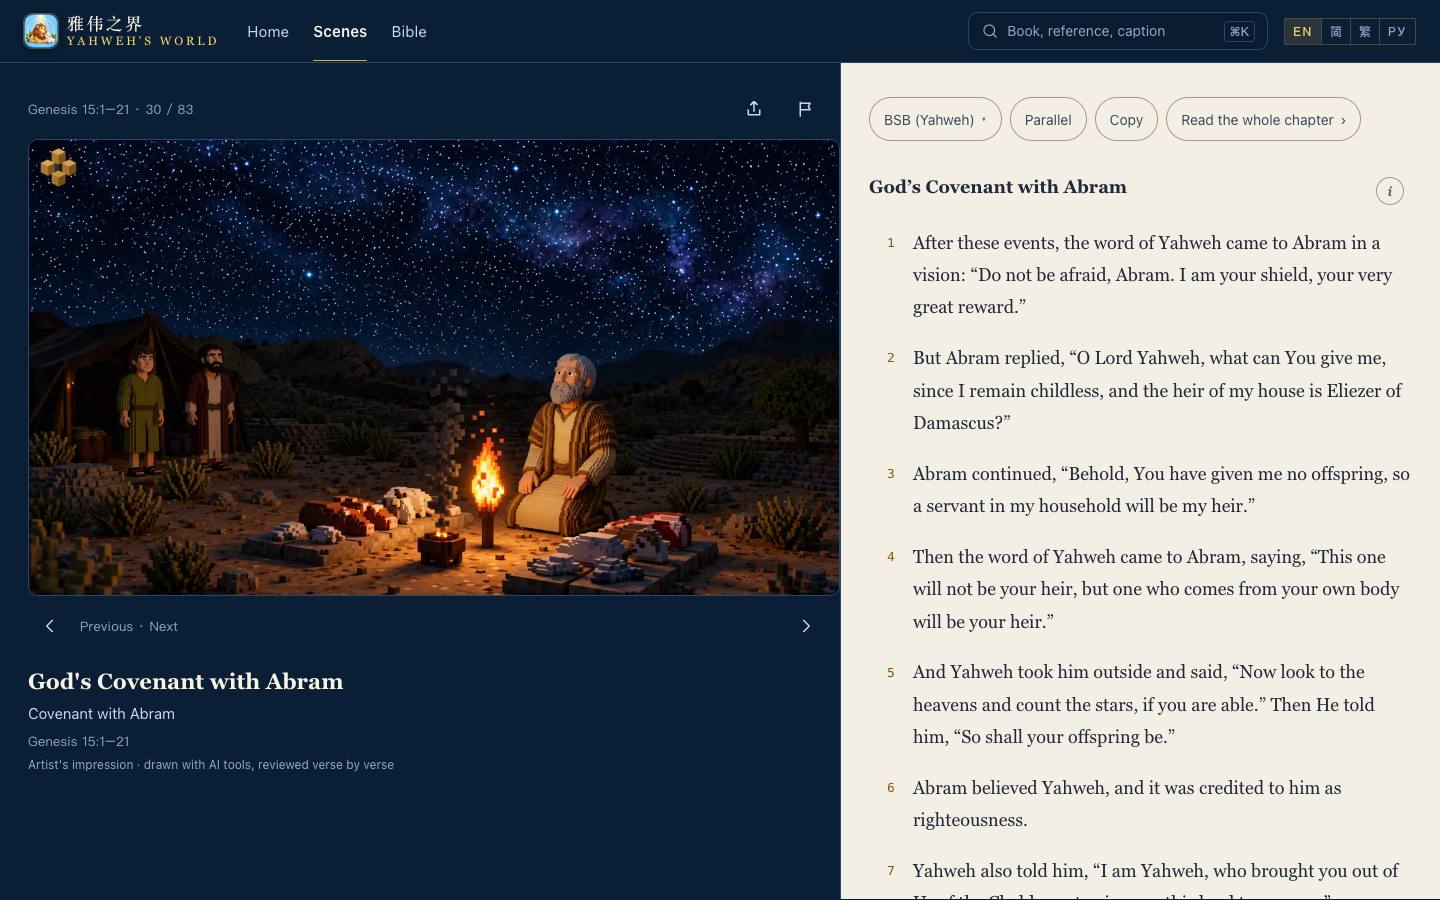 雅伟之界
YAHWEH'S WORLD
Home
Scenes
Bible
Book, reference, caption
⌘K
EN
简
繁
РУ
Genesis 15:1–21 · 30 / 83
Previous · Next
God's Covenant with Abram
Covenant with Abram
Genesis 15:1–21
Artist's impression · drawn with AI tools, reviewed verse by verse
BSB (Yahweh) ▾
Parallel
Copy
Read the whole chapter ›
God’s Covenant with Abram
i
1 After these events, the word of Yahweh came to Abram in a
vision: “Do not be afraid, Abram. I am your shield, your very
great reward.”
2 But Abram replied, “O Lord Yahweh, what can You give me,
since I remain childless, and the heir of my house is Eliezer of
Damascus?”
3 Abram continued, “Behold, You have given me no offspring, so
a servant in my household will be my heir.”
4 Then the word of Yahweh came to Abram, saying, “This one
will not be your heir, but one who comes from your own body
will be your heir.”
5 And Yahweh took him outside and said, “Now look to the
heavens and count the stars, if you are able.” Then He told
him, “So shall your offspring be.”
6 Abram believed Yahweh, and it was credited to him as
righteousness.
7 Yahweh also told him, “I am Yahweh, who brought you out of